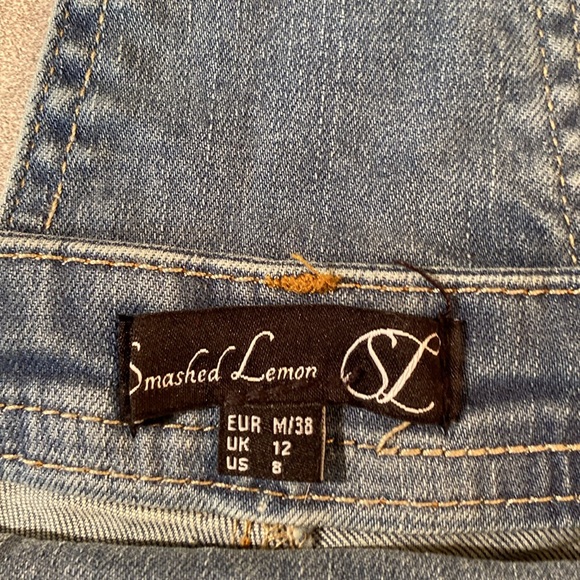 Smashed Lemon SL
EUR M/38
UK 12
US 8